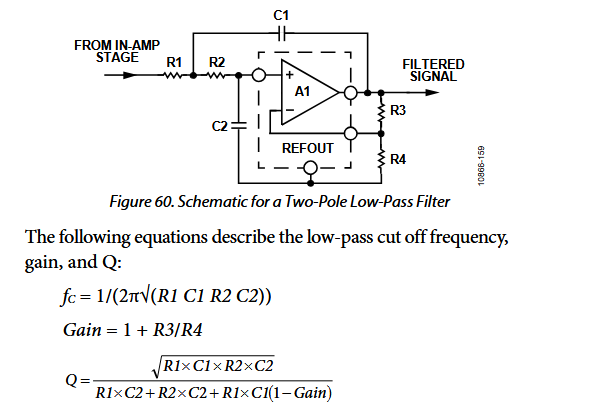 C1
FROM IN-AMP
STAGE
R1
R2
FILTERED
SIGNAL
+
A1
–
R3
C2
REFOUT
R4
10866-159
Figure 60. Schematic for a Two-Pole Low-Pass Filter
The following equations describe the low-pass cut off frequency,
gain, and Q:
fC = 1/(2π√(R1 C1 R2 C2))
Gain = 1 + R3/R4
Q = √R1×C1×R2×C2
R1×C2+R2×C2+R1×C1(1–Gain)